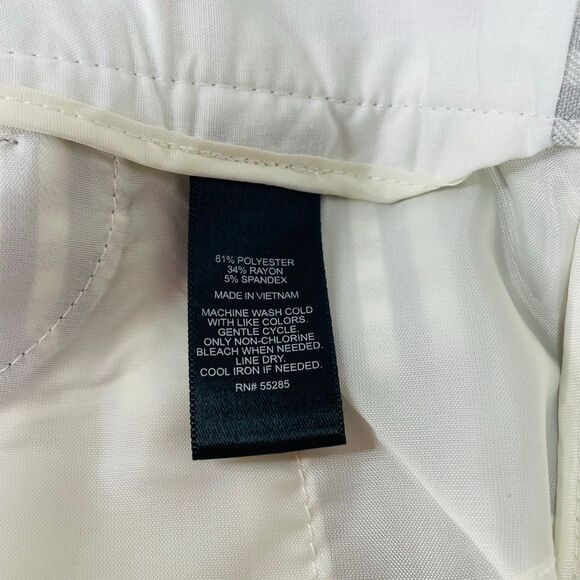 61% POLYESTER
34% RAYON
5% SPANDEX
MADE IN VIETNAM
MACHINE WASH COLD
WITH LIKE COLORS.
GENTLE CYCLE.
ONLY NON-CHLORINE
BLEACH WHEN NEEDED.
LINE DRY.
COOL IRON IF NEEDED.
RN# 55285